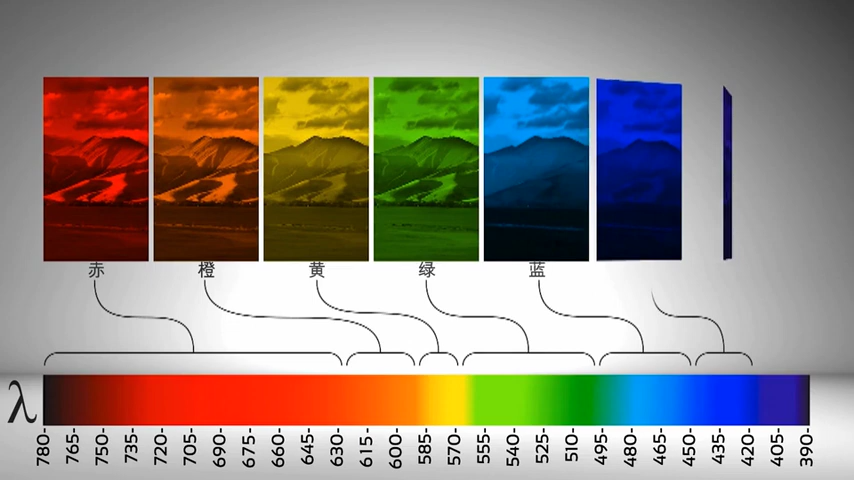 赤 橙 黄 绿 蓝
λ
780- 765- 750- 735- 720- 705- 690- 675- 660- 645- 630- 615- 600- 585- 570- 555- 540- 525- 510- 495- 480- 465- 450- 435- 420- 405- 390-